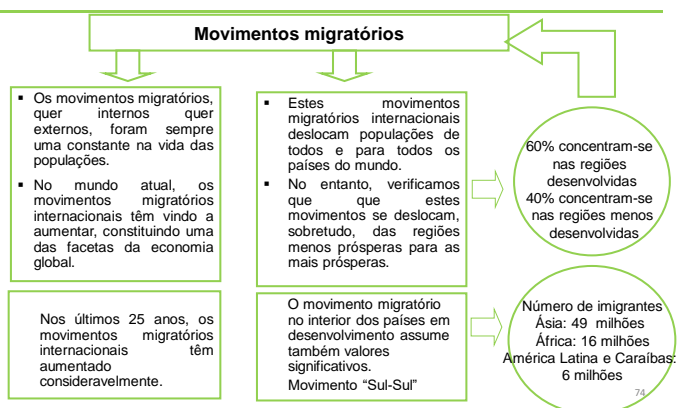 Movimentos migratórios
▪ Os movimentos migratórios,
quer internos quer
externos, foram sempre
uma constante na vida das
populações.
▪ No mundo atual, os
movimentos migratórios
internacionais têm vindo a
aumentar, constituindo uma
das facetas da economia
global.
▪ Estes movimentos
migratórios internacionais
deslocam populações de
todos e para todos os
países do mundo.
▪ No entanto, verificamos
que que estes
movimentos se deslocam,
sobretudo, das regiões
menos prósperas para as
mais prósperas.
60% concentram-se
nas regiões
desenvolvidas
40% concentram-se
nas regiões menos
desenvolvidas
Nos últimos 25 anos, os
movimentos migratórios
internacionais têm
aumentado
consideravelmente.
O movimento migratório
no interior dos países em
desenvolvimento assume
também valores
significativos.
Movimento “Sul-Sul”
Número de imigrantes
Ásia: 49 milhões
África: 16 milhões
América Latina e Caraíbas:
6 milhões
74